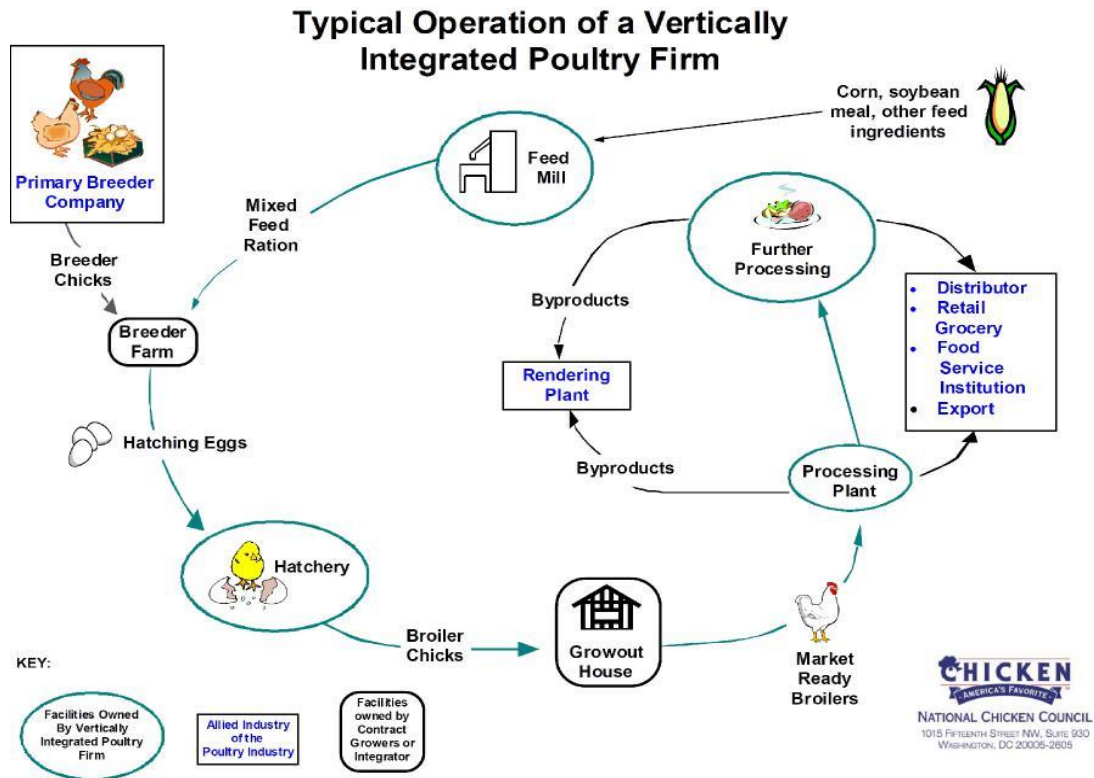 Typical Operation of a Vertically
Integrated Poultry Firm
Primary Breeder
Company
Corn, soybean
meal, other feed
ingredients
Feed
Mill
Mixed
Feed
Ration
Breeder
Chicks
Breeder
Farm
Further
Processing
Byproducts
Rendering
Plant
• Distributor
• Retail
Grocery
• Food
Service
Institution
• Export
Hatching Eggs
Byproducts
Processing
Plant
Hatchery
Broiler
Chicks
Growout
House
Market
Ready
Broilers
KEY:
Facilities Owned
By Vertically
Integrated Poultry
Firm
Allied Industry
of the
Poultry Industry
Facilities
owned by
Contract
Growers or
Integrator
CHICKEN
AMERICA'S FAVORITE
NATIONAL CHICKEN COUNCIL
1015 FIFTEENTH STREET NW, SUITE 930
WASHINGTON, DC 20005-2605